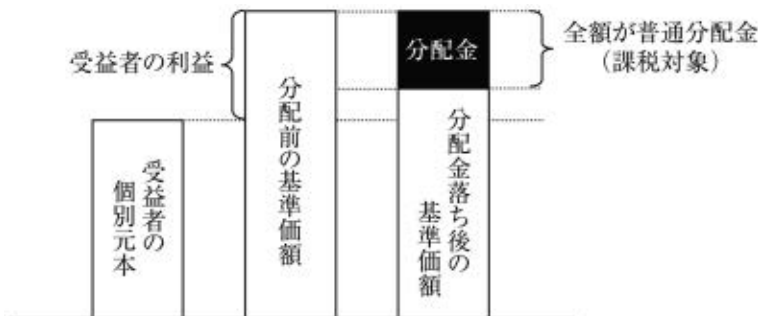 受益者の利益
分配金
全額が普通分配金
（課税対象）
受益者の
個別元本
分配前の基準価額
分配金落ち後の
基準価額